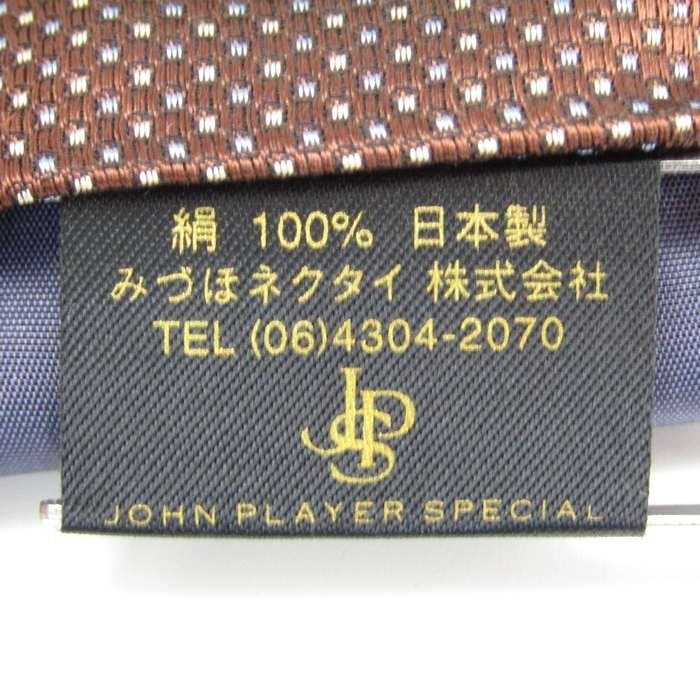 絹 100% 日本製
みづほネクタイ 株式会社
TEL (06)4304-2070
JPS
JOHN PLAYER SPECIAL